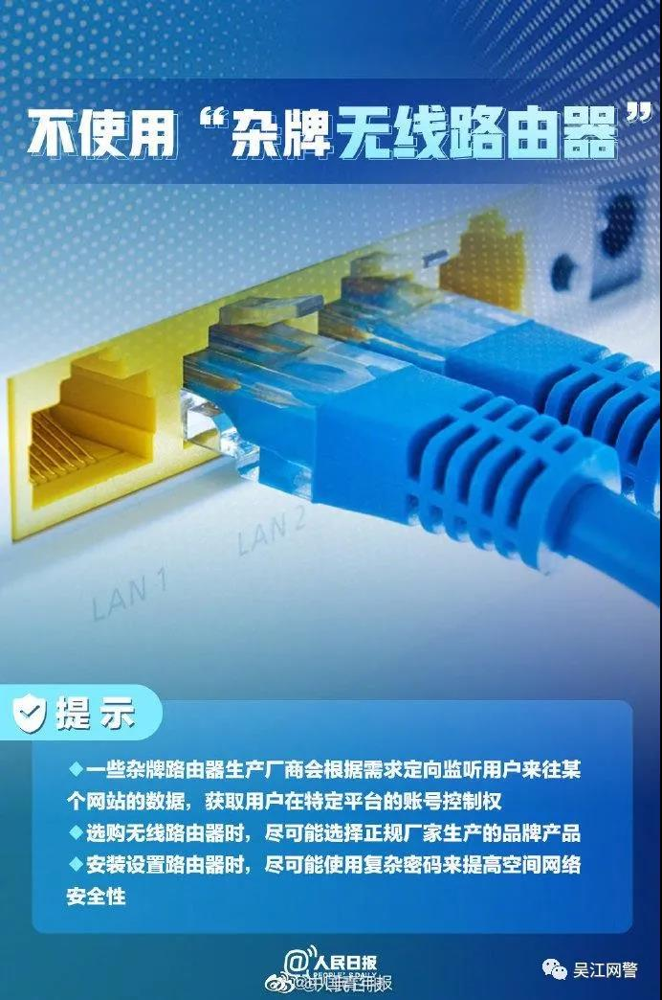 不使用“杂牌无线路由器”
LAN 2
LAN 1
提示
◆一些杂牌路由器生产厂商会根据需求定向监听用户来往某
个网站的数据，获取用户在特定平台的账号控制权
◆选购无线路由器时，尽可能选择正规厂家生产的品牌产品
◆安装设置路由器时，尽可能使用复杂密码来提高空间网络
安全性
@人民日报
PEOPLE'S DAILY
吴江网警